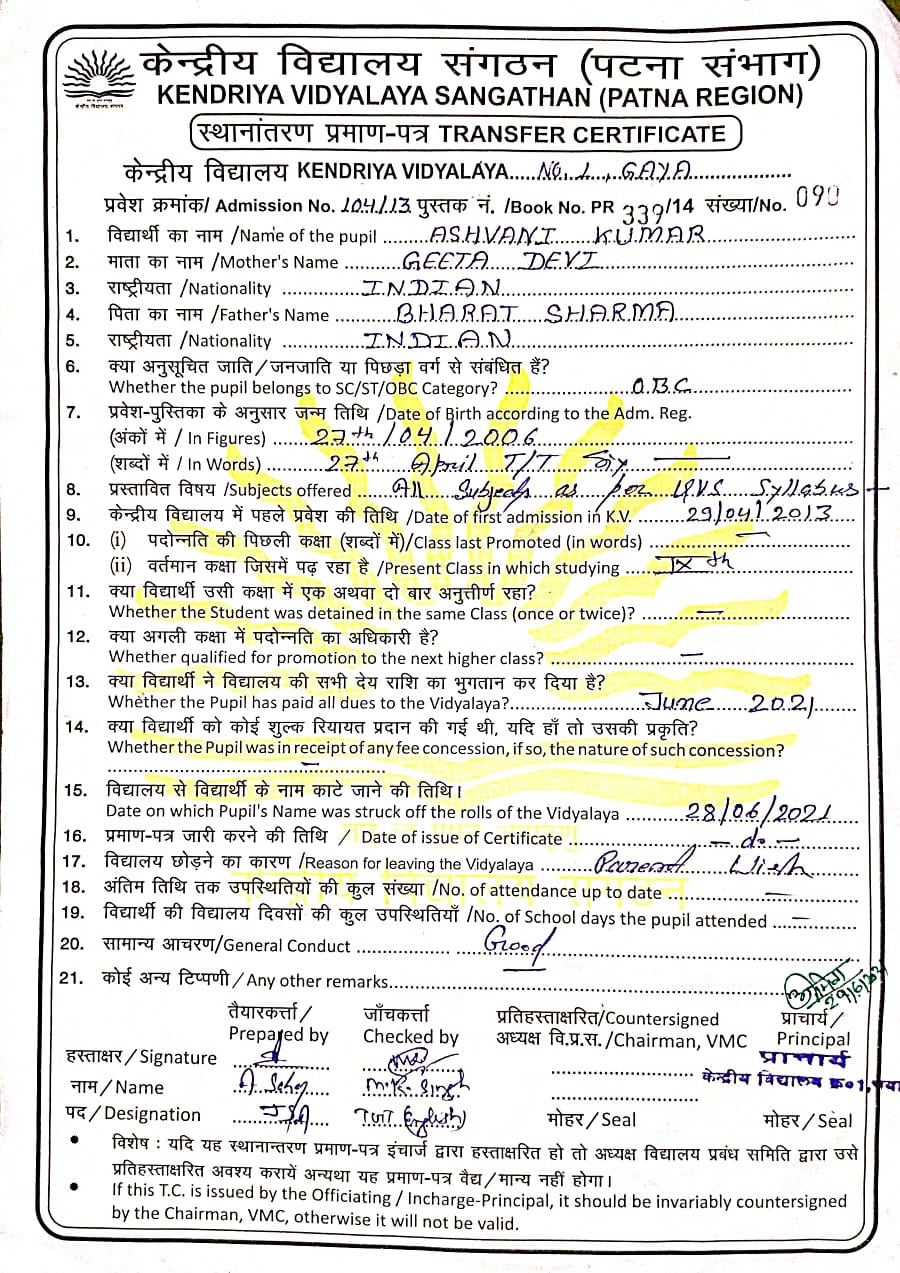 केन्द्रीय विद्यालय संगठन (पटना संभाग)
KENDRIYA VIDYALAYA SANGATHAN (PATNA REGION)
स्थानांतरण प्रमाण-पत्र TRANSFER CERTIFICATE
केन्द्रीय विद्यालय KENDRIYA VIDYALAYA.....NO. 1, GAYA....................
प्रवेश क्रमांक/ Admission No. 104/13 पुस्तक नं. /Book No. PR 339/14 संख्या/No. 090
1. विद्यार्थी का नाम /Name of the pupil ........ASHVANI KUMAR
2. माता का नाम /Mother's Name .........GEETA DEVI
3. राष्ट्रीयता /Nationality ...............INDIAN
4. पिता का नाम /Father's Name ..........BHARAT SHARMA
5. राष्ट्रीयता /Nationality ...............INDIAN
6. क्या अनुसूचित जाति/जनजाति या पिछड़ा वर्ग से संबंधित हैं?
Whether the pupil belongs to SC/ST/OBC Category? ....................O.B.C
7. प्रवेश-पुस्तिका के अनुसार जन्म तिथि /Date of Birth according to the Adm. Reg.
(अंकों में / In Figures) ......27th/04/2006
(शब्दों में / In Words) .........27th April T/T Six
8. प्रस्तावित विषय /Subjects offered .....All Subjects as per KVS Syllabus
9. केन्द्रीय विद्यालय में पहले प्रवेश की तिथि /Date of first admission in K.V. .......29/04/2013
10. (i) पदोन्नति की पिछली कक्षा (शब्दों में)/Class last Promoted (in words) ............—
(ii) वर्तमान कक्षा जिसमें पढ़ रहा है /Present Class in which studying .....IXth
11. क्या विद्यार्थी उसी कक्षा में एक अथवा दो बार अनुत्तीर्ण रहा?
Whether the Student was detained in the same Class (once or twice)? ........—
12. क्या अगली कक्षा में पदोन्नति का अधिकारी है?
Whether qualified for promotion to the next higher class? ..........—
13. क्या विद्यार्थी ने विद्यालय की सभी देय राशि का भुगतान कर दिया है?
Whether the Pupil has paid all dues to the Vidyalaya?..........June 2021
14. क्या विद्यार्थी को कोई शुल्क रियायत प्रदान की गई थी, यदि हाँ तो उसकी प्रकृति?
Whether the Pupil was in receipt of any fee concession, if so, the nature of such concession?
....................—..........
15. विद्यालय से विद्यार्थी के नाम काटे जाने की तिथि।
Date on which Pupil's Name was struck off the rolls of the Vidyalaya ..........28/06/2021
16. प्रमाण-पत्र जारी करने की तिथि / Date of issue of Certificate ...............— do —
17. विद्यालय छोड़ने का कारण /Reason for leaving the Vidyalaya ........Parent Wish
18. अंतिम तिथि तक उपस्थितियों की कुल संख्या /No. of attendance up to date ..........—
19. विद्यार्थी की विद्यालय दिवसों की कुल उपस्थितियाँ /No. of School days the pupil attended .....—
20. सामान्य आचरण/General Conduct ....................Good
21. कोई अन्य टिप्पणी / Any other remarks..............................
29/6/21
तैयारकर्त्ता / जाँचकर्त्ता प्रतिहस्ताक्षरित/Countersigned प्राचार्य /
Prepared by Checked by अध्यक्ष वि.प्र.स. /Chairman, VMC Principal
हस्ताक्षर / Signature प्राचार्य
केन्द्रीय विद्यालय क्र०1, गया
नाम / Name M.K. Singh
पद / Designation JSA TGT (English) मोहर / Seal मोहर / Seal
• विशेष : यदि यह स्थानान्तरण प्रमाण-पत्र इंचार्ज द्वारा हस्ताक्षरित हो तो अध्यक्ष विद्यालय प्रबंध समिति द्वारा उसे
प्रतिहस्ताक्षरित अवश्य करायें अन्यथा यह प्रमाण-पत्र वैद्य / मान्य नहीं होगा।
• If this T.C. is issued by the Officiating / Incharge-Principal, it should be invariably countersigned
by the Chairman, VMC, otherwise it will not be valid.